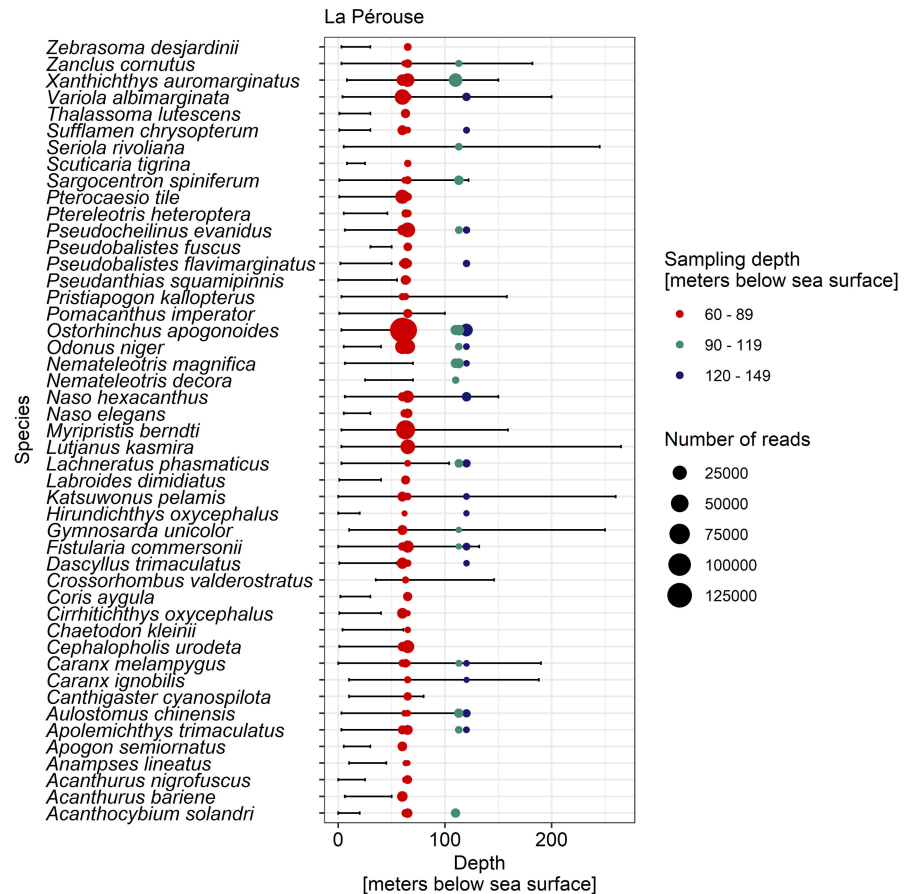 La Pérouse
Zebrasoma desjardinii
Zanclus cornutus
Xanthichthys auromarginatus
Variola albimarginata
Thalassoma lutescens
Sufflamen chrysopterum
Seriola rivoliana
Scuticaria tigrina
Sargocentron spiniferum
Pterocaesio tile
Ptereleotris heteroptera
Pseudocheilinus evanidus
Pseudobalistes fuscus
Pseudobalistes flavimarginatus
Pseudanthias squamipinnis
Pristiapogon kallopterus
Pomacanthus imperator
Ostorhinchus apogonoides
Odonus niger
Nemateleotris magnifica
Nemateleotris decora
Naso hexacanthus
Naso elegans
Myripristis berndti
Lutjanus kasmira
Lachneratus phasmaticus
Labroides dimidiatus
Katsuwonus pelamis
Hirundichthys oxycephalus
Gymnosarda unicolor
Fistularia commersonii
Dascyllus trimaculatus
Crossorhombus valderostratus
Coris aygula
Cirrhitichthys oxycephalus
Chaetodon kleinii
Cephalopholis urodeta
Caranx melampygus
Caranx ignobilis
Canthigaster cyanospilota
Aulostomus chinensis
Apolemichthys trimaculatus
Apogon semiornatus
Anampses lineatus
Acanthurus nigrofuscus
Acanthurus bariene
Acanthocybium solandri
Species
0 100 200
Depth
[meters below sea surface]
Sampling depth
[meters below sea surface]
60 - 89
90 - 119
120 - 149
Number of reads
25000
50000
75000
100000
125000